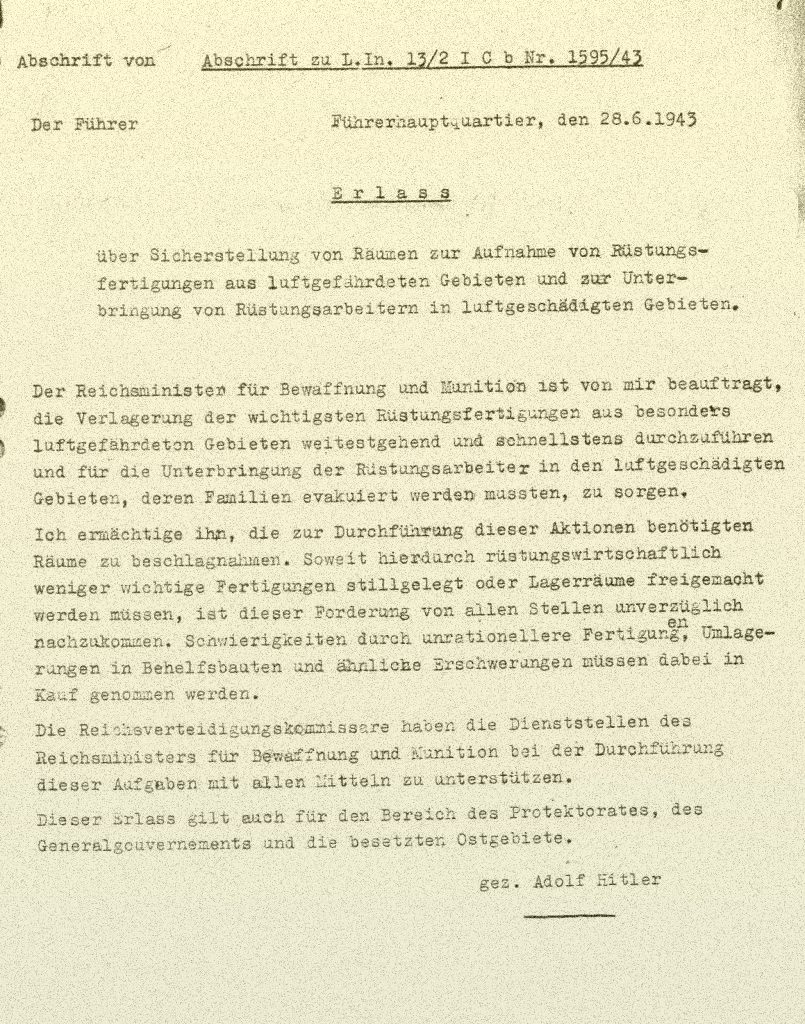 Abschrift von Abschrift zu L.In. 13/2 I C b Nr. 1595/43
Der Führer Führerhauptquartier, den 28.6.1943
E r l a s s
über Sicherstellung von Räumen zur Aufnahme von Rüstungs-
fertigungen aus luftgefährdeten Gebieten und zur Unter-
bringung von Rüstungsarbeitern in luftgeschädigten Gebieten.
Der Reichsminister für Bewaffnung und Munition ist von mir beauftragt,
die Verlagerung der wichtigsten Rüstungsfertigungen aus besonders
luftgefährdeten Gebieten weitestgehend und schnellstens durchzuführen
und für die Unterbringung der Rüstungsarbeiter in den luftgeschädigten
Gebieten, deren Familien evakuiert werden mussten, zu sorgen.
Ich ermächtige ihn, die zur Durchführung dieser Aktionen benötigten
Räume zu beschlagnahmen. Soweit hierdurch rüstungswirtschaftlich
weniger wichtige Fertigungen stillgelegt oder Lagerräume freigemacht
werden müssen, ist dieser Forderung von allen Stellen unverzüglich
nachzukommen. Schwierigkeiten durch unrationellere Fertigungen, Umlage-
rungen in Behelfsbauten und ähnliche Erschwerungen müssen dabei in
Kauf genommen werden.
Die Reichsverteidigungskommissare haben die Dienststellen des
Reichsministers für Bewaffnung und Munition bei der Durchführung
dieser Aufgaben mit allen Mitteln zu unterstützen.
Dieser Erlass gilt auch für den Bereich des Protektorates, des
Generalgouvernements und die besetzten Ostgebiete.
gez. Adolf Hitler